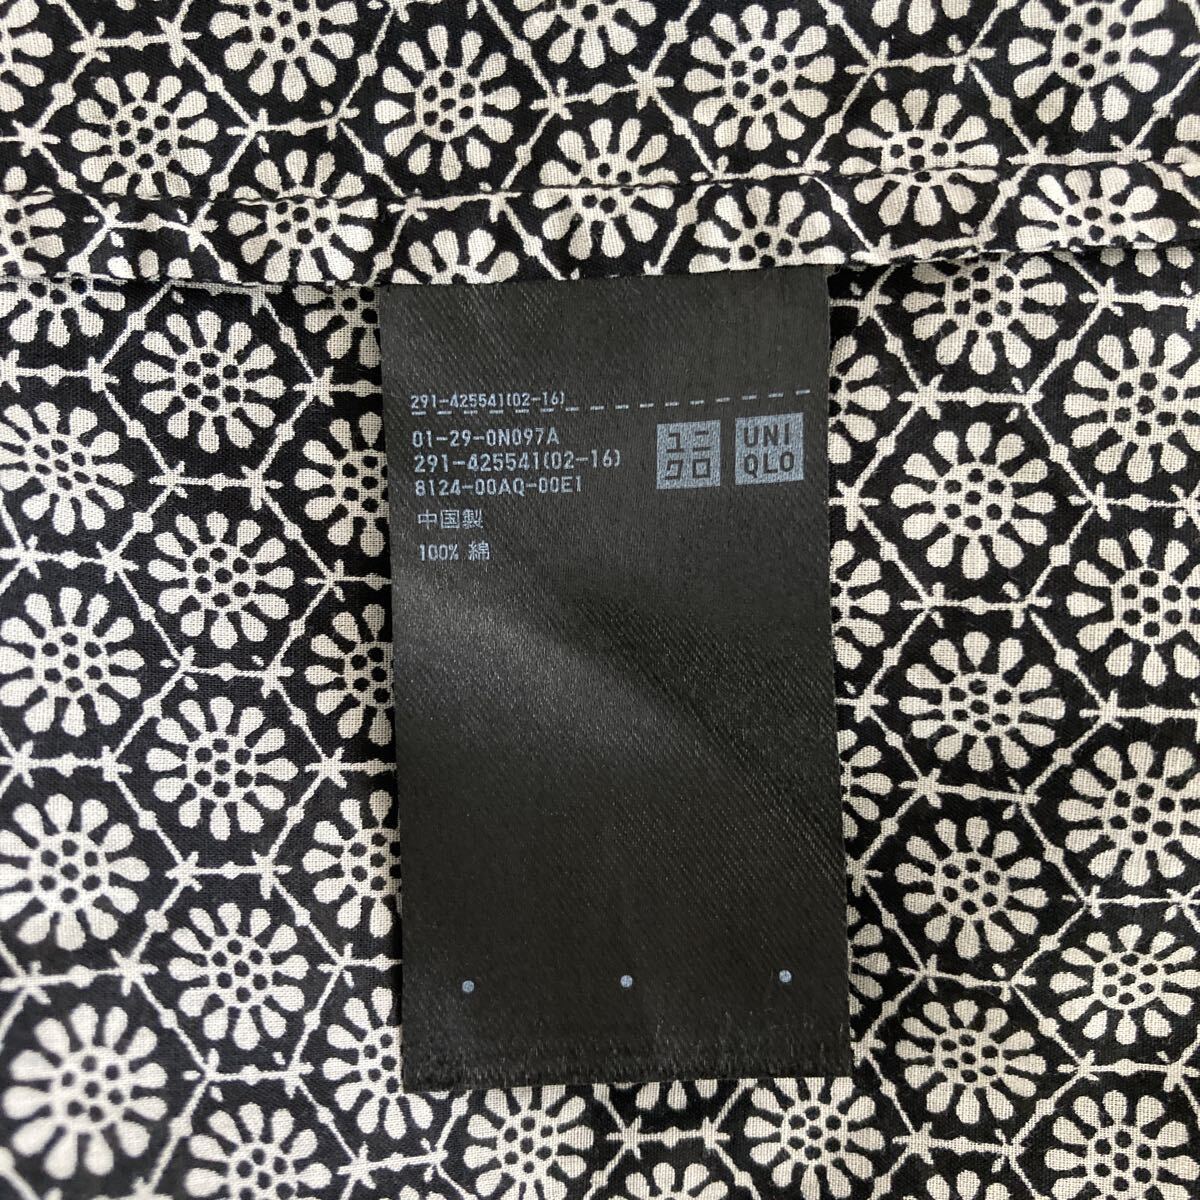 291-425541(02-16)
01-29-0N097A
291-425541(02-16)
8124-00AQ-00E1
中国製
100% 綿
ユニ
クロ
UNI
QLO